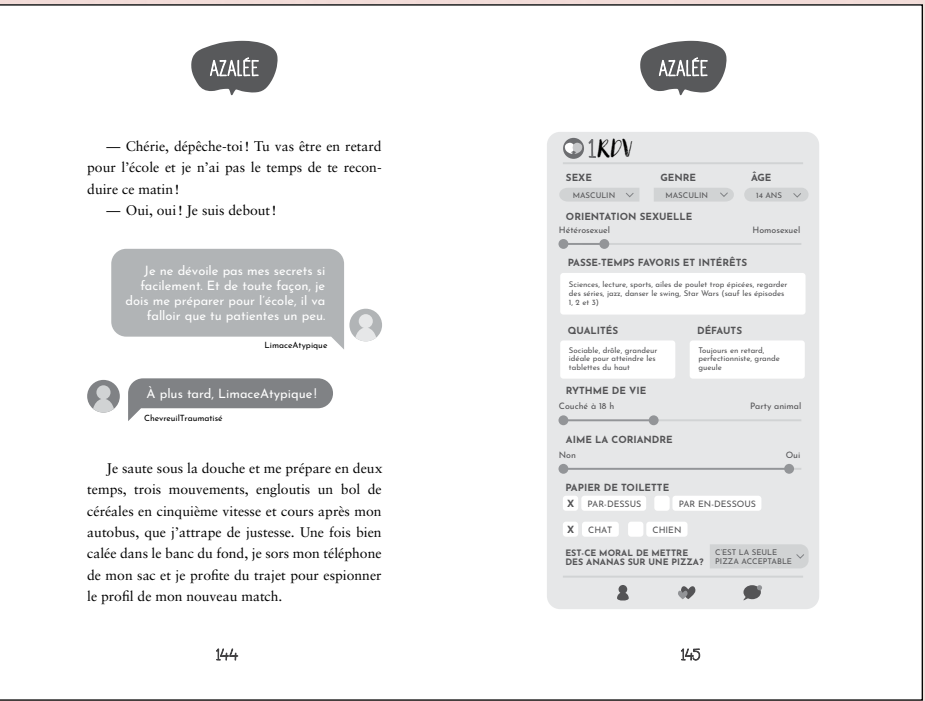 AZALÉE
— Chérie, dépêche-toi! Tu vas être en retard
pour l'école et je n'ai pas le temps de te recon-
duire ce matin!
— Oui, oui! Je suis debout!
Je ne dévoile pas mes secrets si
facilement. Et de toute façon, je
dois me préparer pour l'école, il va
falloir que tu patientes un peu.
LimaceAtypique
À plus tard, LimaceAtypique!
ChevreuilTraumatisé
Je saute sous la douche et me prépare en deux
temps, trois mouvements, engloutis un bol de
céréales en cinquième vitesse et cours après mon
autobus, que j'attrape de justesse. Une fois bien
calée dans le banc du fond, je sors mon téléphone
de mon sac et je profite du trajet pour espionner
le profil de mon nouveau match.
144
AZALÉE
1RDV
SEXE GENRE ÂGE
MASCULIN MASCULIN 14 ANS
ORIENTATION SEXUELLE
Hétérosexuel Homosexuel
PASSE-TEMPS FAVORIS ET INTÉRÊTS
Sciences, lecture, sports, ailes de poulet trop épicées, regarder
des séries, jazz, danser le swing, Star Wars (sauf les épisodes
1, 2 et 3)
QUALITÉS DÉFAUTS
Sociable, drôle, grandeur Toujours en retard,
idéale pour atteindre les perfectionniste, grande
tablettes du haut gueule
RYTHME DE VIE
Couché à 18 h Party animal
AIME LA CORIANDRE
Non Oui
PAPIER DE TOILETTE
X PAR-DESSUS PAR EN-DESSOUS
X CHAT CHIEN
EST-CE MORAL DE METTRE C'EST LA SEULE
DES ANANAS SUR UNE PIZZA? PIZZA ACCEPTABLE
145